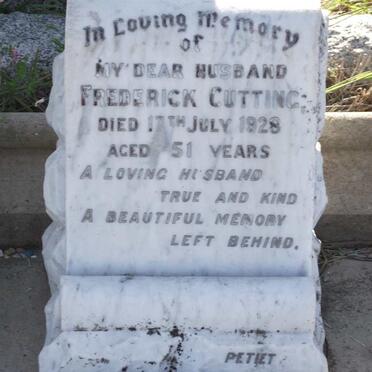 In Loving Memory
of
MY DEAR HUSBAND
FREDERICK CUTTING,
DIED 17TH JULY 1928
AGED 51 YEARS
A LOVING HUSBAND
TRUE AND KIND
A BEAUTIFUL MEMORY
LEFT BEHIND.
PETIET